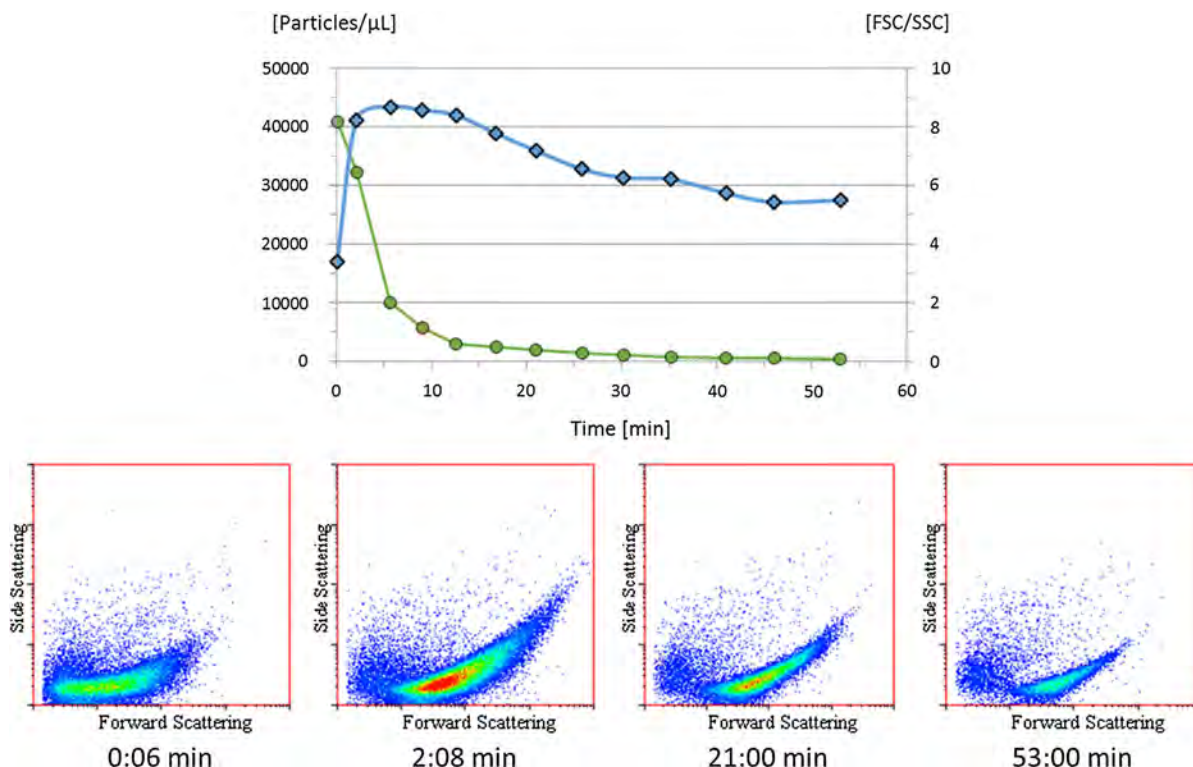 [Particles/µL] [FSC/SSC]
50000 10
40000 8
30000 6
20000 4
10000 2
0 0
0 10 20 30 40 50 60
Time [min]
Side Scattering Side Scattering Side Scattering Side Scattering
Forward Scattering Forward Scattering Forward Scattering Forward Scattering
0:06 min 2:08 min 21:00 min 53:00 min